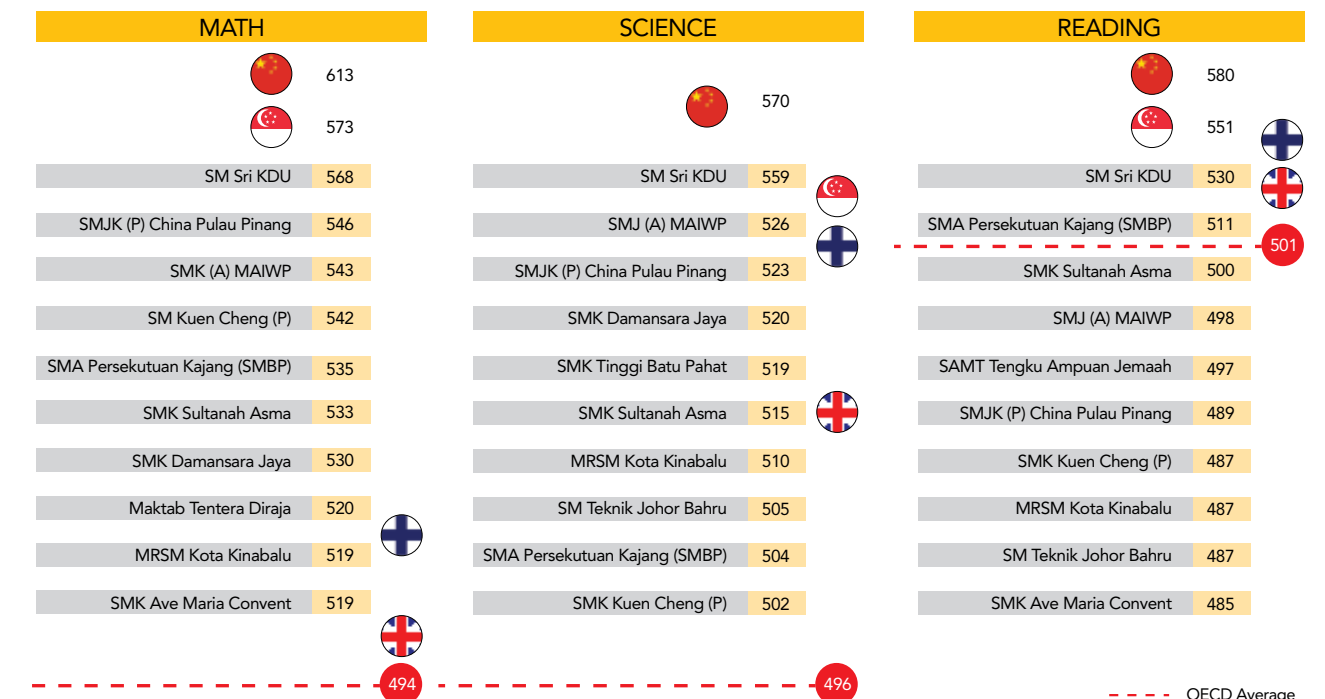 MATH
613
573
SM Sri KDU 568
SMJK (P) China Pulau Pinang 546
SMK (A) MAIWP 543
SM Kuen Cheng (P) 542
SMA Persekutuan Kajang (SMBP) 535
SMK Sultanah Asma 533
SMK Damansara Jaya 530
Maktab Tentera Diraja 520
MRSM Kota Kinabalu 519
SMK Ave Maria Convent 519
494
SCIENCE
570
SM Sri KDU 559
SMJ (A) MAIWP 526
SMJK (P) China Pulau Pinang 523
SMK Damansara Jaya 520
SMK Tinggi Batu Pahat 519
SMK Sultanah Asma 515
MRSM Kota Kinabalu 510
SM Teknik Johor Bahru 505
SMA Persekutuan Kajang (SMBP) 504
SMK Kuen Cheng (P) 502
496
READING
580
551
SM Sri KDU 530
SMA Persekutuan Kajang (SMBP) 511
501
SMK Sultanah Asma 500
SMJ (A) MAIWP 498
SAMT Tengku Ampuan Jemaah 497
SMJK (P) China Pulau Pinang 489
SMK Kuen Cheng (P) 487
MRSM Kota Kinabalu 487
SM Teknik Johor Bahru 487
SMK Ave Maria Convent 485
OECD Average